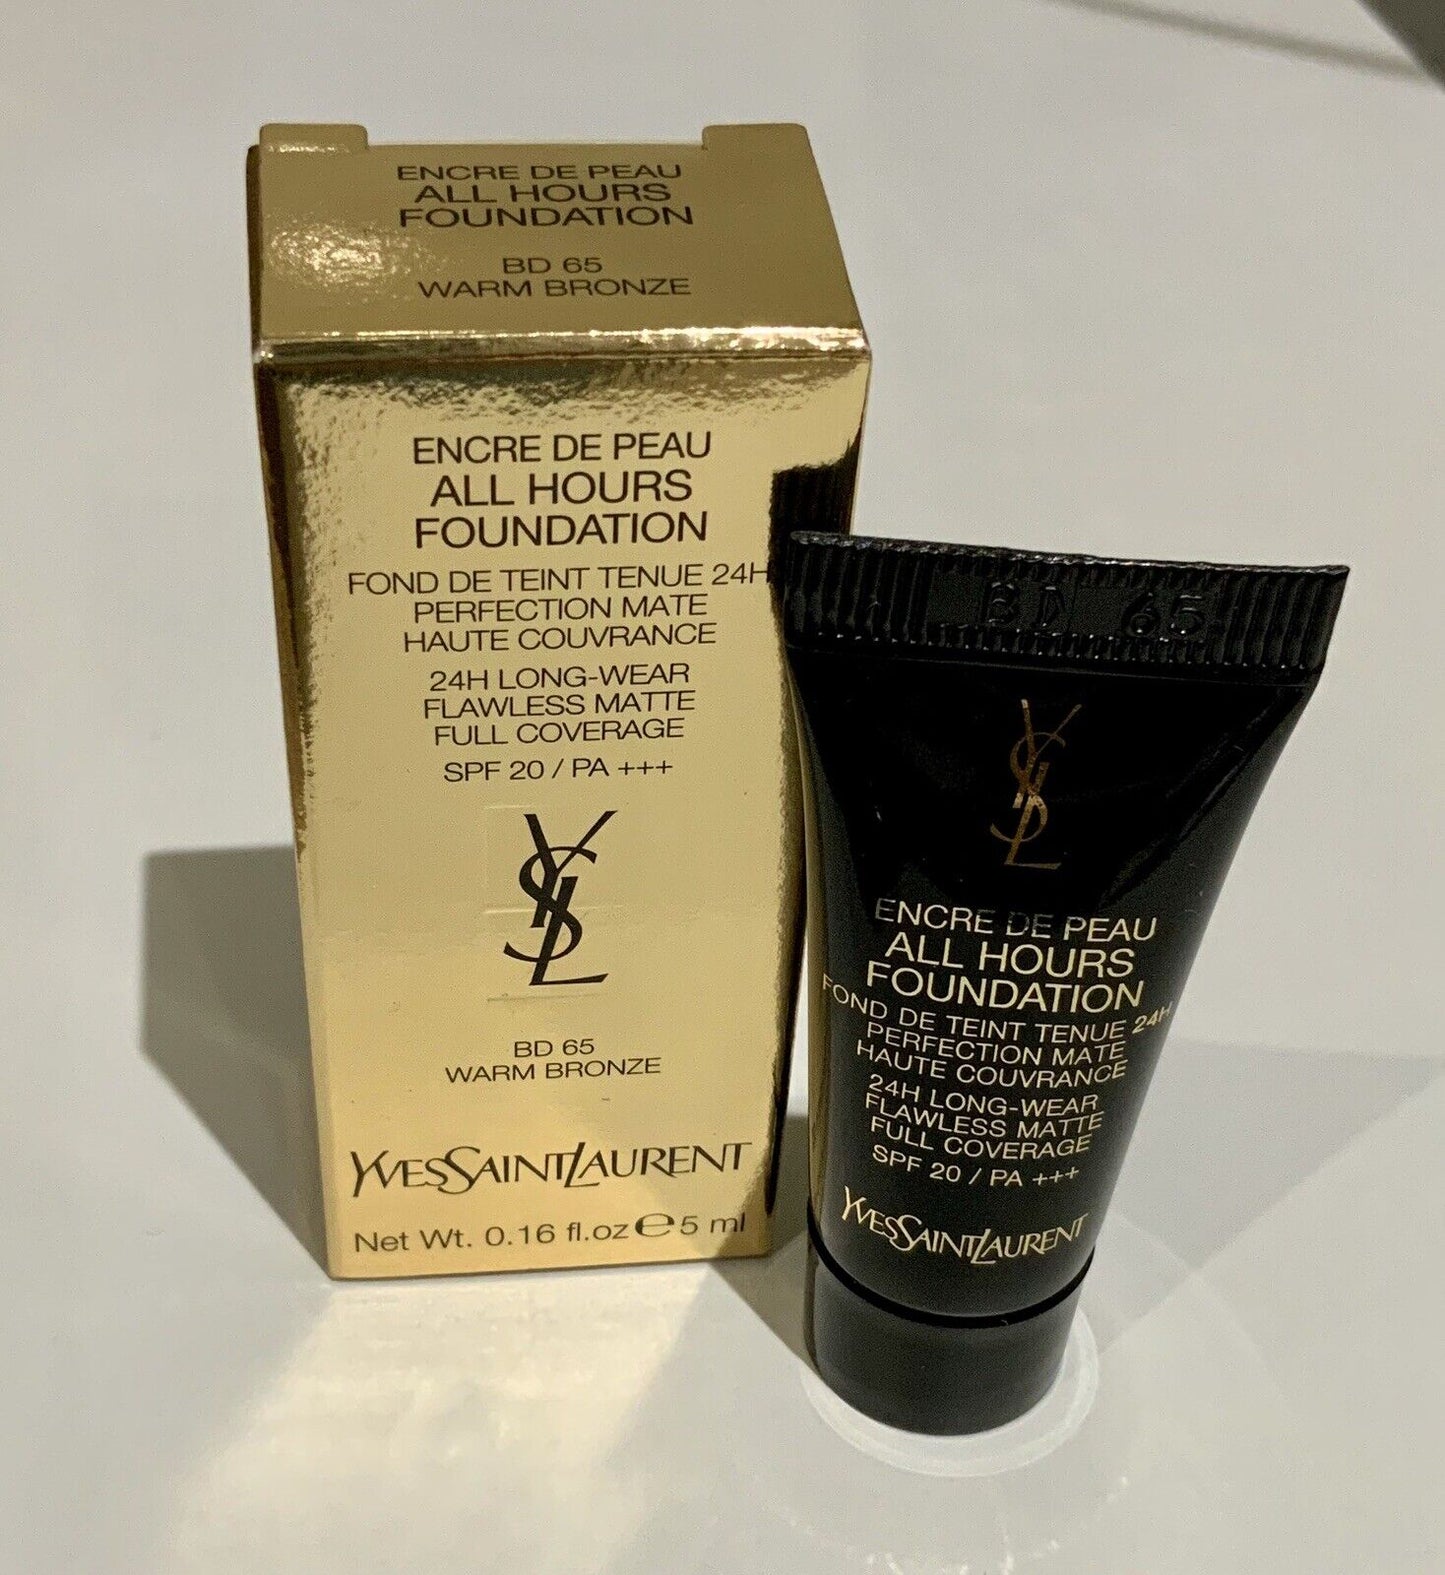 ENCRE DE PEAU
ALL HOURS
FOUNDATION
BD 65
WARM BRONZE
ENCRE DE PEAU
ALL HOURS
FOUNDATION
FOND DE TEINT TENUE 24H
PERFECTION MATE
HAUTE COUVRANCE
24H LONG-WEAR
FLAWLESS MATTE
FULL COVERAGE
SPF 20 / PA +++
YSL
BD 65
WARM BRONZE
YVESSAINTLAURENT
Net Wt. 0.16 fl.oz ℮ 5 ml
BD 65
YSL
ENCRE DE PEAU
ALL HOURS
FOUNDATION
FOND DE TEINT TENUE 24H
PERFECTION MATE
HAUTE COUVRANCE
24H LONG-WEAR
FLAWLESS MATTE
FULL COVERAGE
SPF 20 / PA +++
YVESSAINTLAURENT